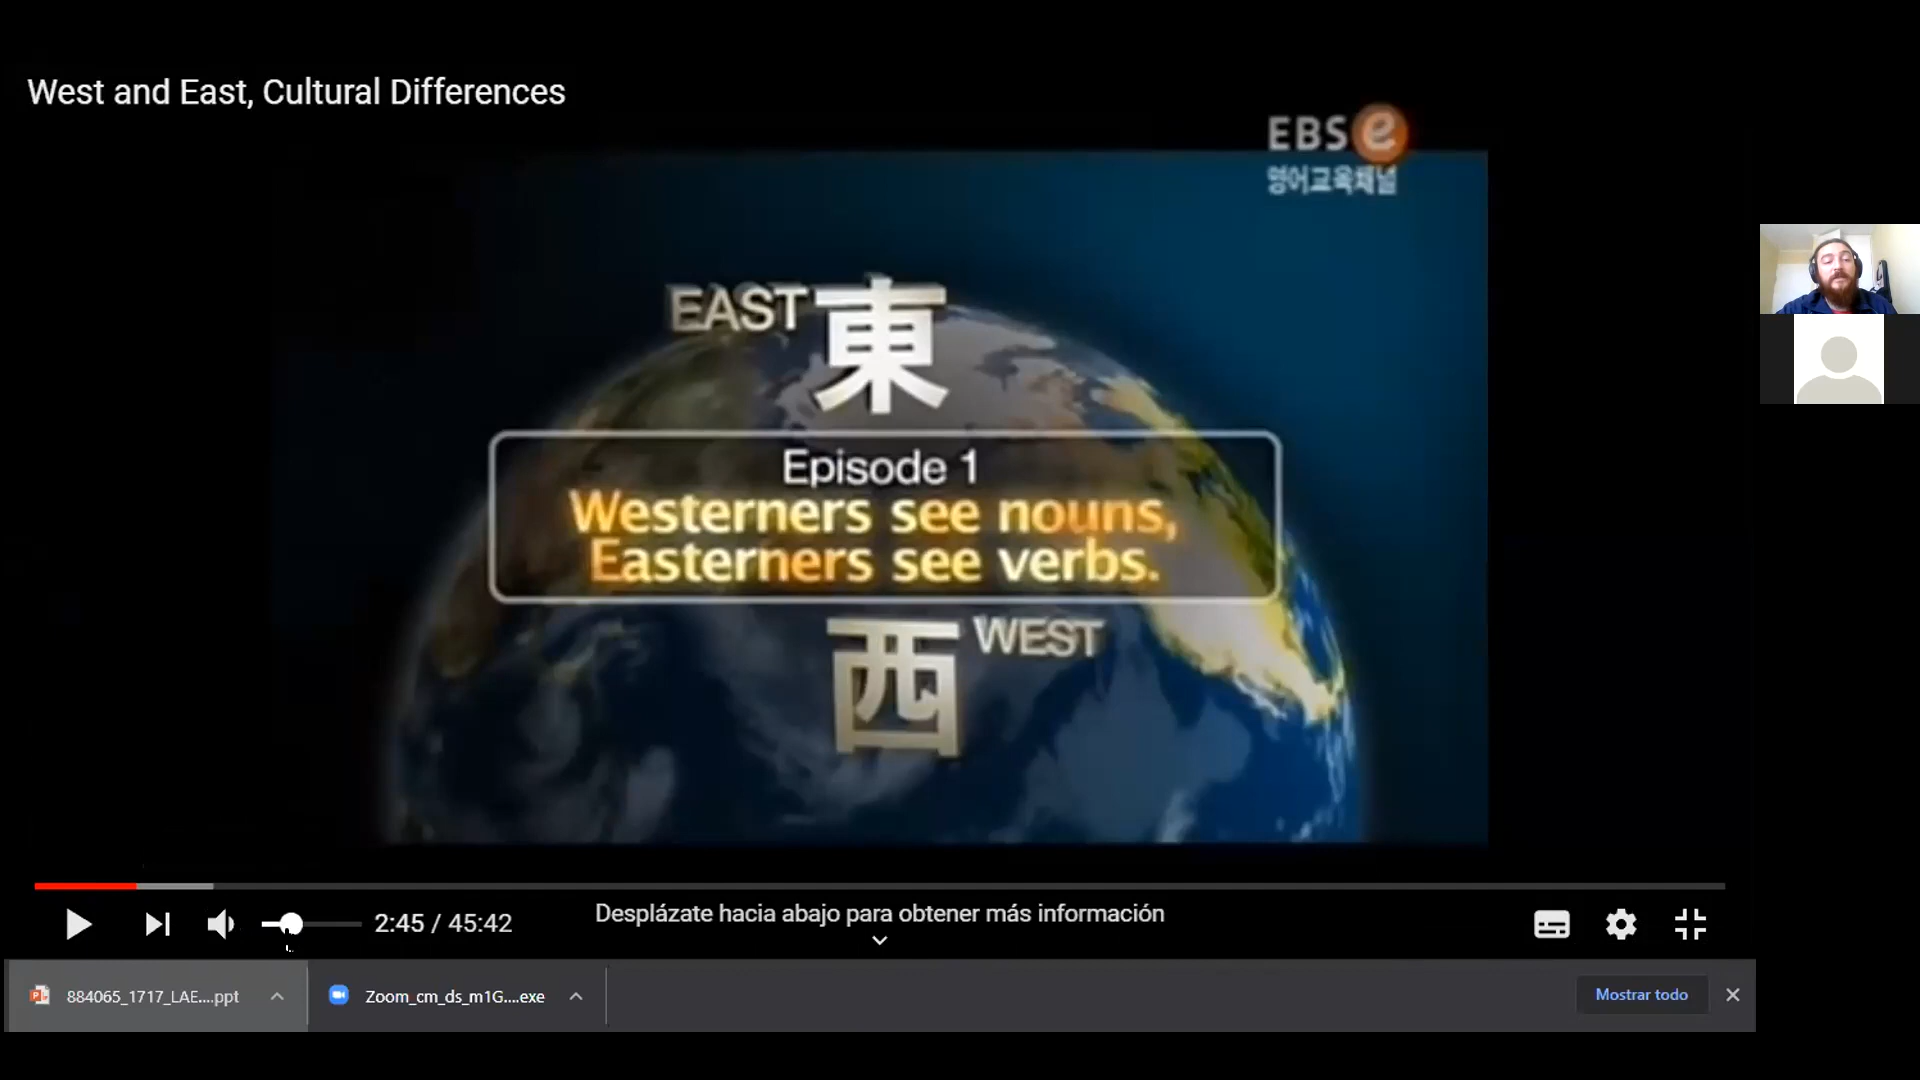 West and East, Cultural Differences
EBS e
영어교육채널
EAST 東
Episode 1
Westerners see nouns,
Easterners see verbs.
西 WEST
2:45 / 45:42
Desplázate hacia abajo para obtener más información
884065_1717_LAE....ppt
Zoom_cm_ds_m1G....exe
Mostrar todo